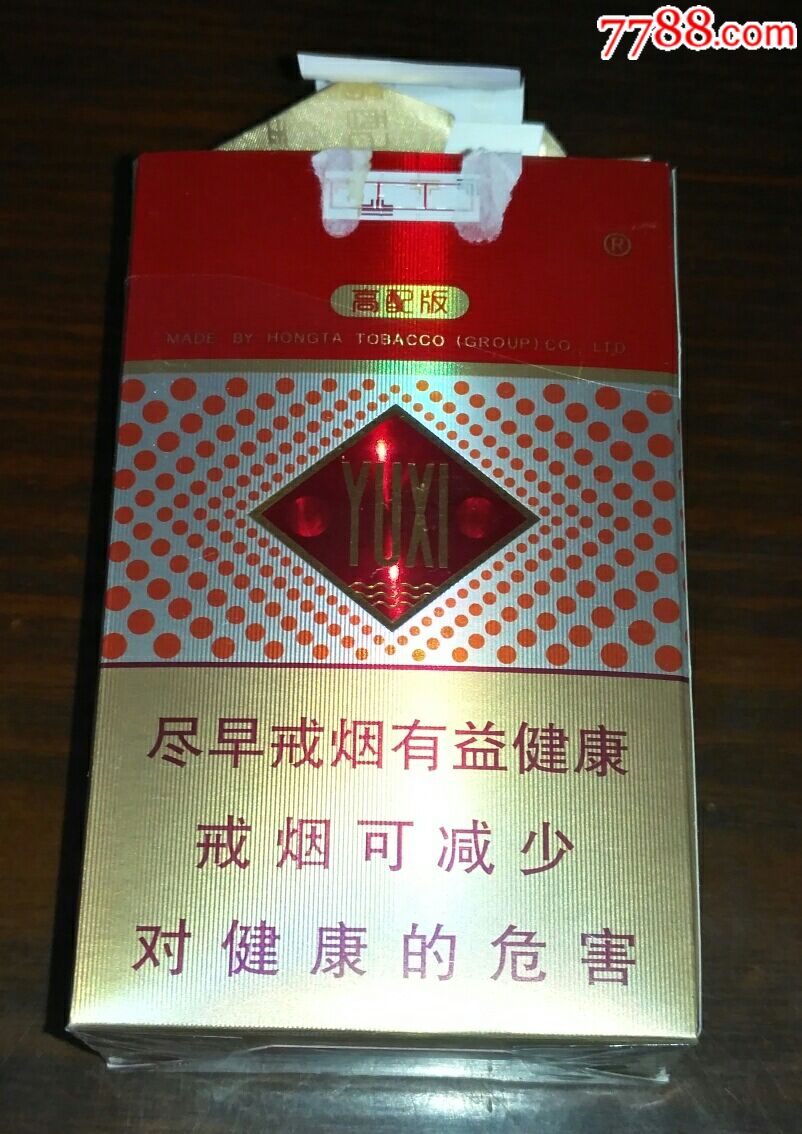 7788.com
®
高配版
MADE BY HONGTA TOBACCO (GROUP) CO., LTD
YUXI
尽早戒烟有益健康
戒烟可减少
对健康的危害